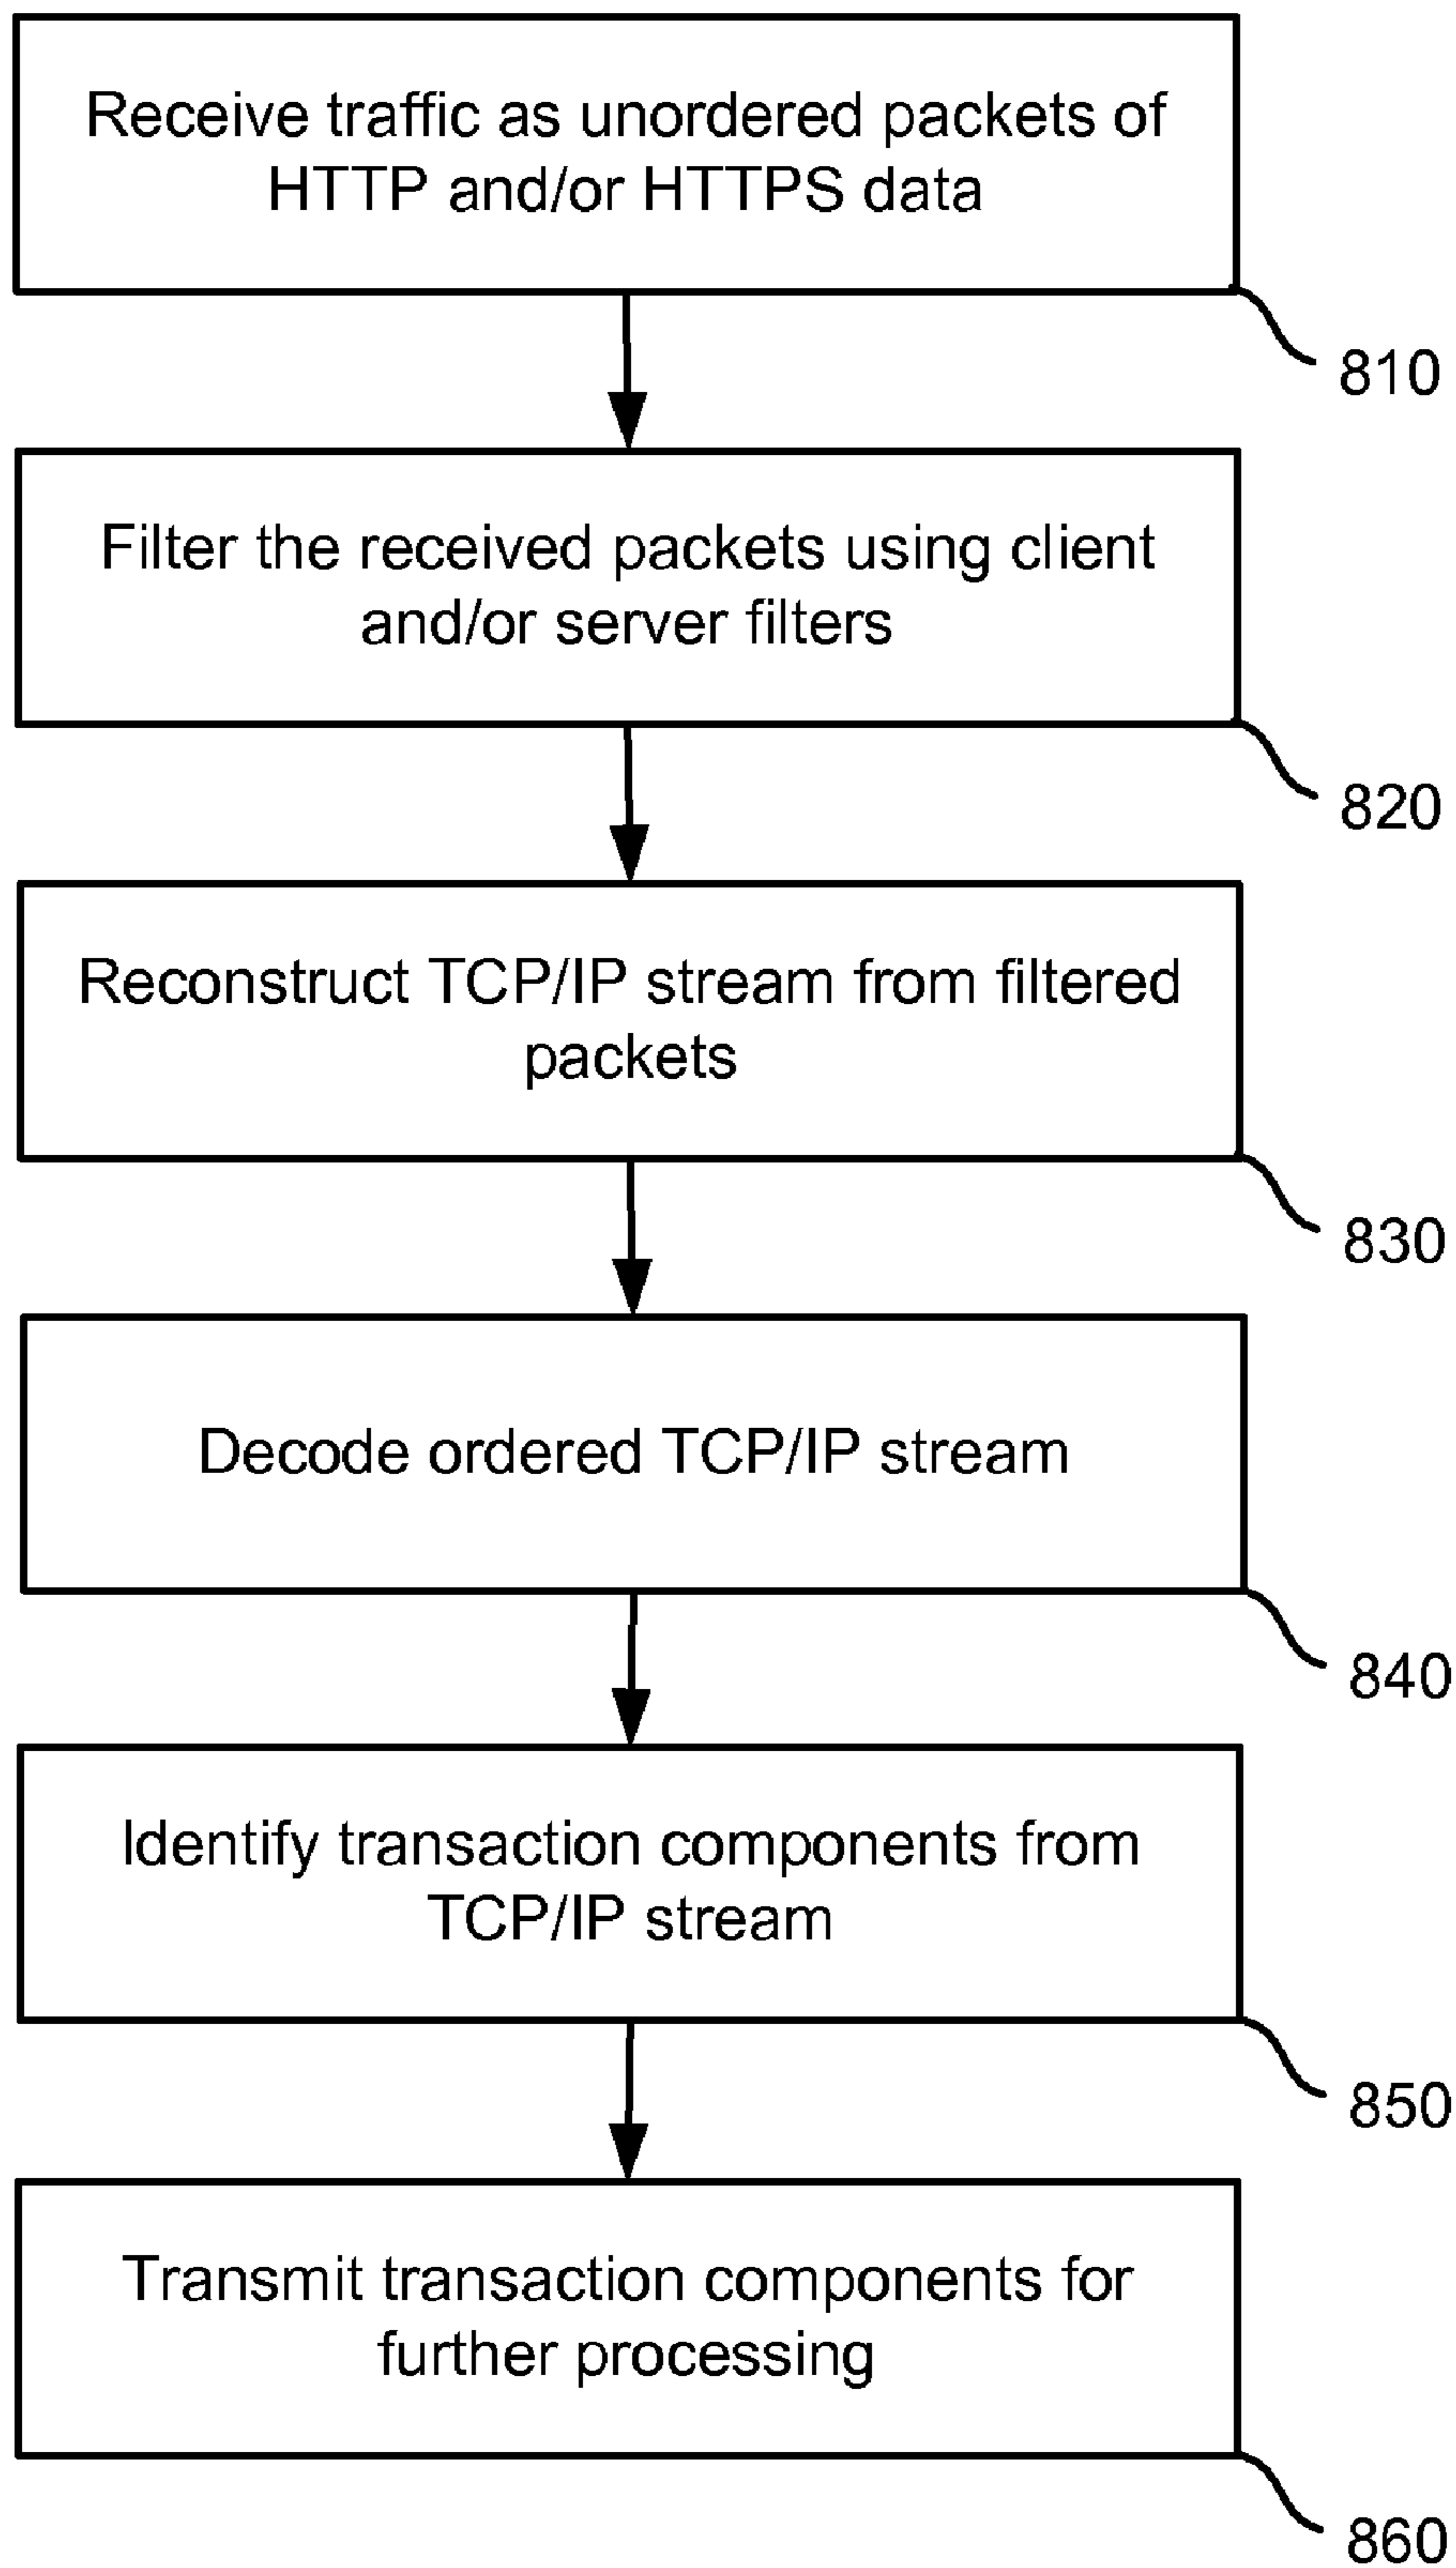 Receive traffic as unordered packets of
HTTP and/or HTTPS data
810
Filter the received packets using client
and/or server filters
820
Reconstruct TCP/IP stream from filtered
packets
830
Decode ordered TCP/IP stream
840
Identify transaction components from
TCP/IP stream
850
Transmit transaction components for
further processing
860